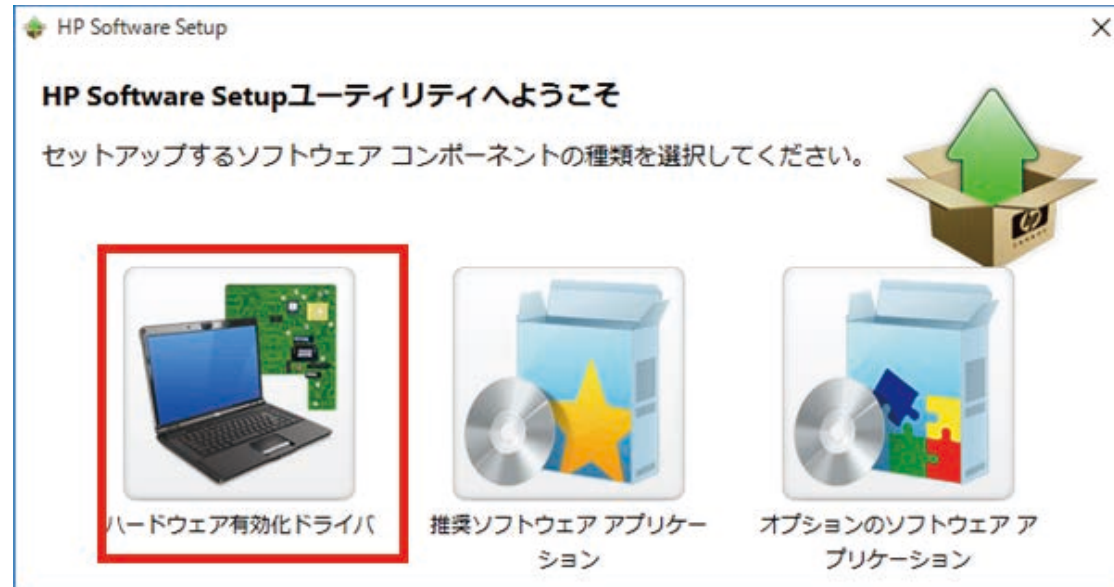 HP Software Setup
HP Software Setupユーティリティへようこそ
セットアップするソフトウェア コンポーネントの種類を選択してください。
hp
ハードウェア有効化ドライバ
推奨ソフトウェア アプリケー
ション
オプションのソフトウェア ア
プリケーション